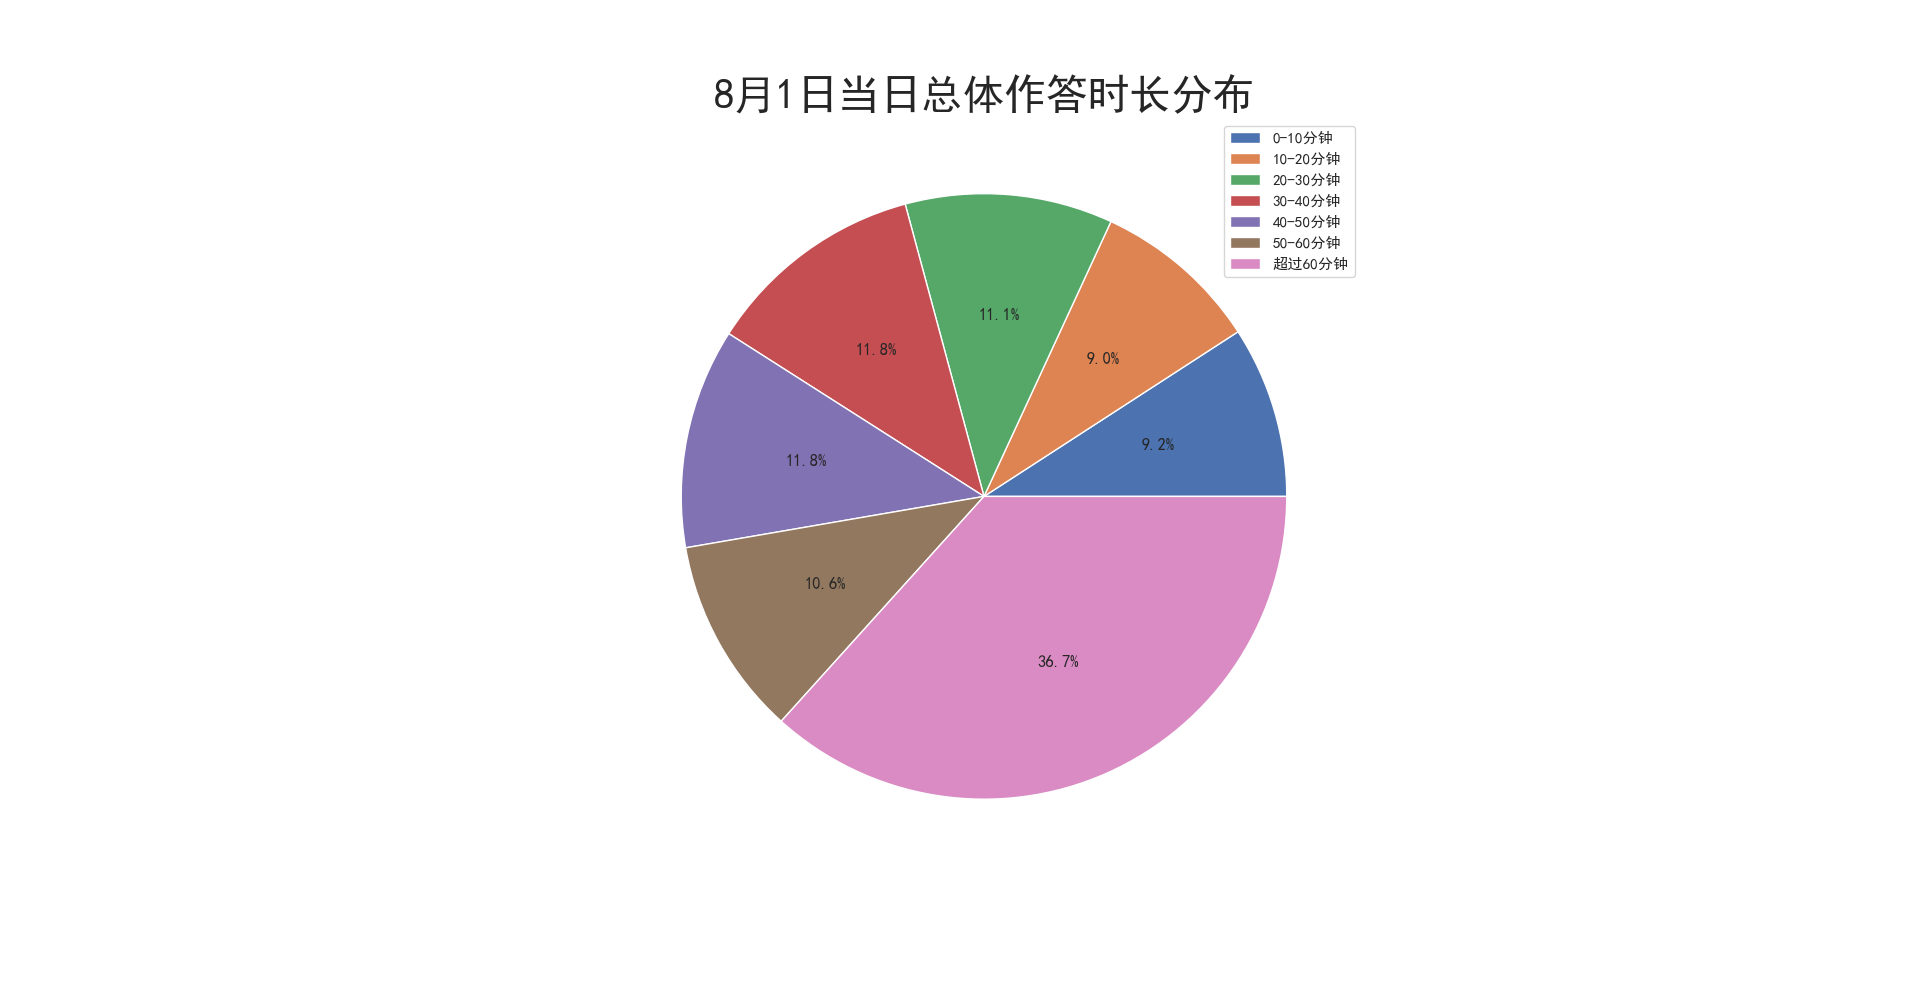 8月1日当日总体作答时长分布
0-10分钟
10-20分钟
20-30分钟
30-40分钟
40-50分钟
50-60分钟
超过60分钟
11.1%
11.8%
9.0%
9.2%
11.8%
10.6%
36.7%